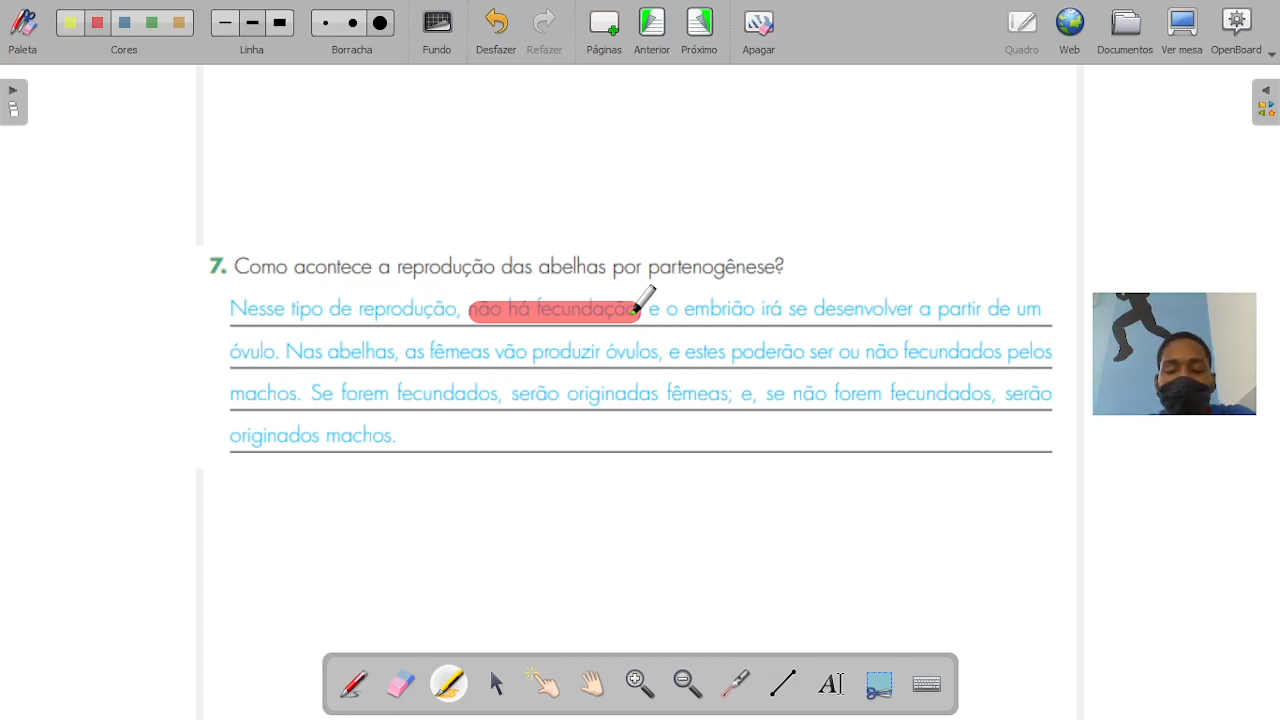 Paleta
Cores
Linha
Borracha
Fundo
Desfazer
Refazer
Páginas
Anterior
Próximo
Apagar
Quadro
Web
Documentos
Ver mesa
OpenBoard
7. Como acontece a reprodução das abelhas por partenogênese?
Nesse tipo de reprodução, não há fecundação e o embrião irá se desenvolver a partir de um
óvulo. Nas abelhas, as fêmeas vão produzir óvulos, e estes poderão ser ou não fecundados pelos
machos. Se forem fecundados, serão originadas fêmeas; e, se não forem fecundados, serão
originados machos.
AI